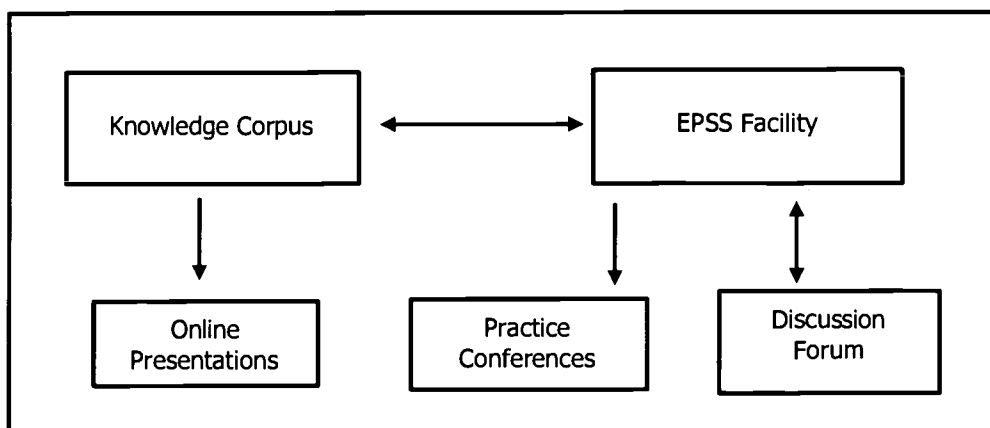 Knowledge Corpus
EPSS Facility
Online
Presentations
Practice
Conferences
Discussion
Forum